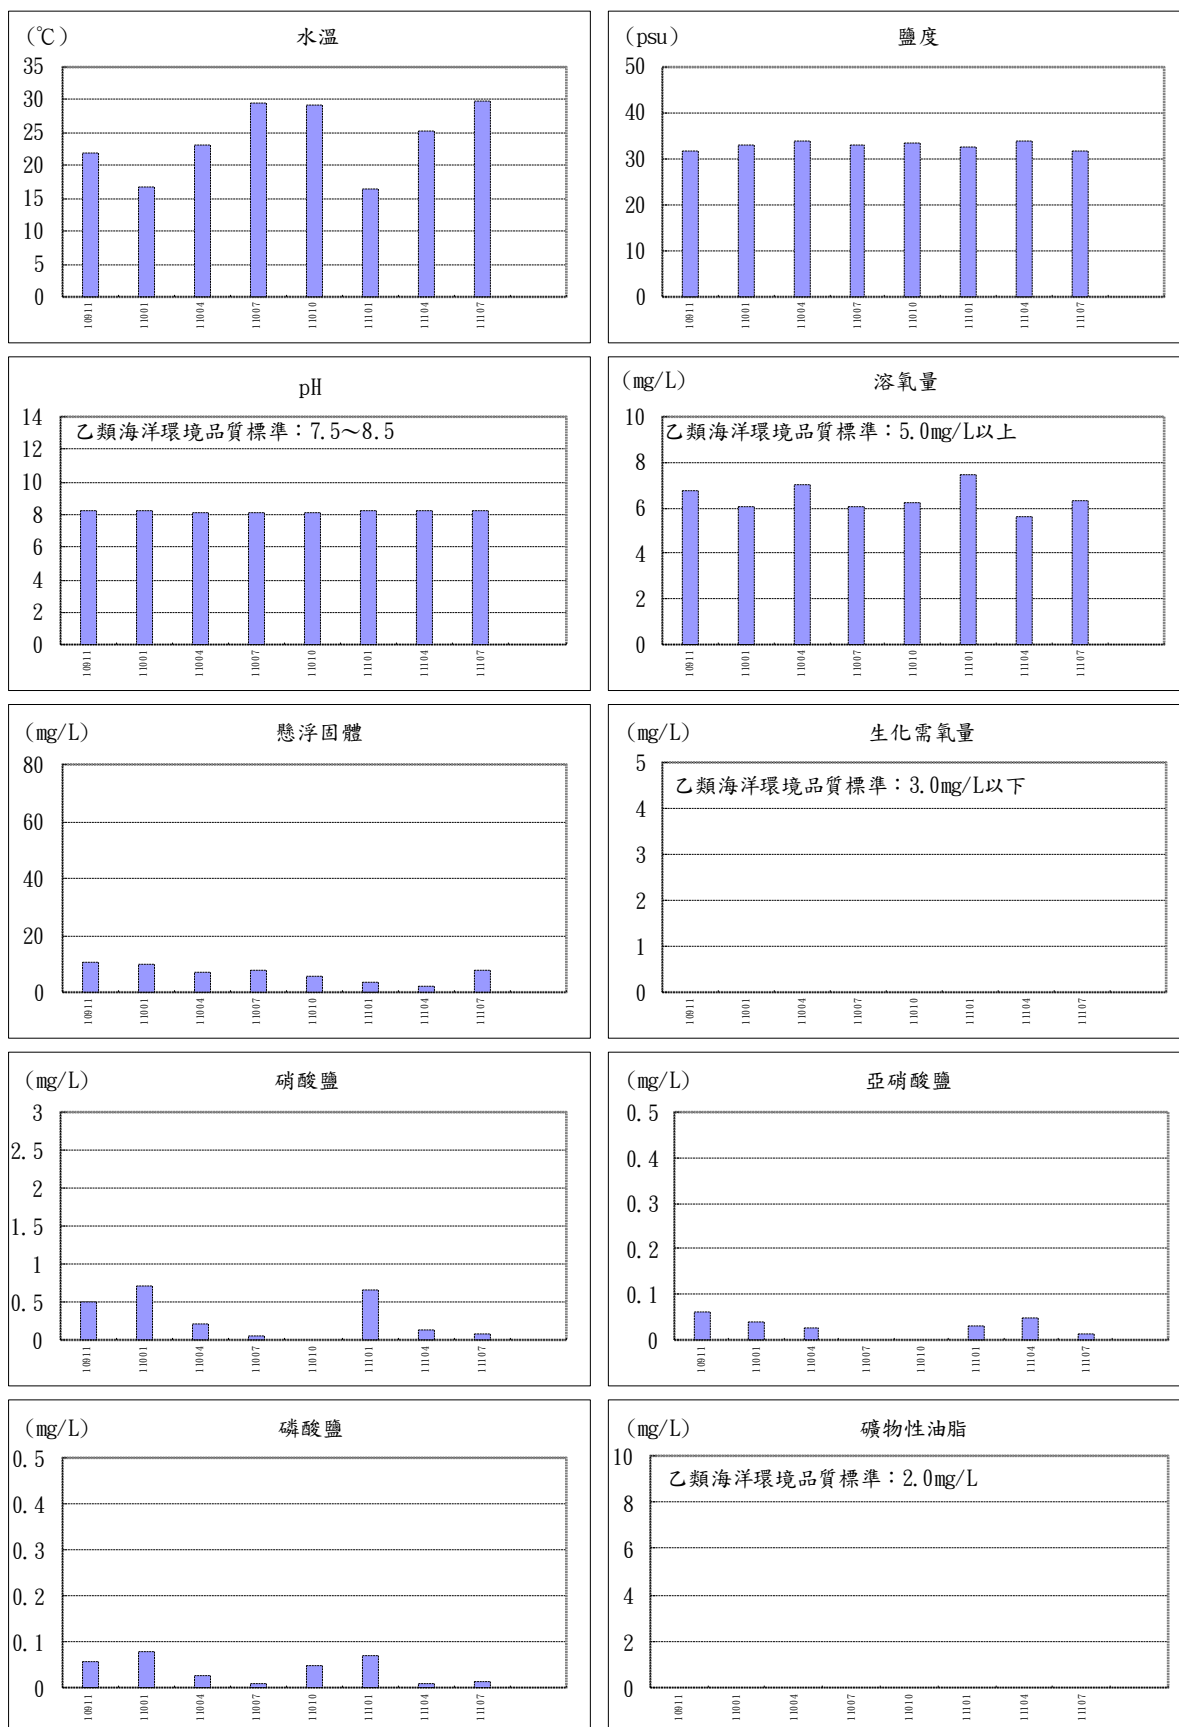 (℃) 水溫
35
30
25
20
15
10
5
0
10911 11001 11004 11007 11010 11101 11104 11107
(psu) 鹽度
50
40
30
20
10
0
10911 11001 11004 11007 11010 11101 11104 11107
pH
14
乙類海洋環境品質標準：7.5～8.5
12
10
8
6
4
2
0
10911 11001 11004 11007 11010 11101 11104 11107
(mg/L) 溶氧量
10
乙類海洋環境品質標準：5.0mg/L以上
8
6
4
2
0
10911 11001 11004 11007 11010 11101 11104 11107
(mg/L) 懸浮固體
80
60
40
20
0
10911 11001 11004 11007 11010 11101 11104 11107
(mg/L) 生化需氧量
5
乙類海洋環境品質標準：3.0mg/L以下
4
3
2
1
0
10911 11001 11004 11007 11010 11101 11104 11107
(mg/L) 硝酸鹽
3
2.5
2
1.5
1
0.5
0
10911 11001 11004 11007 11010 11101 11104 11107
(mg/L) 亞硝酸鹽
0.5
0.4
0.3
0.2
0.1
0
10911 11001 11004 11007 11010 11101 11104 11107
(mg/L) 磷酸鹽
0.5
0.4
0.3
0.2
0.1
0
10911 11001 11004 11007 11010 11101 11104 11107
(mg/L) 礦物性油脂
10
乙類海洋環境品質標準：2.0mg/L
8
6
4
2
0
10911 11001 11004 11007 11010 11101 11104 11107